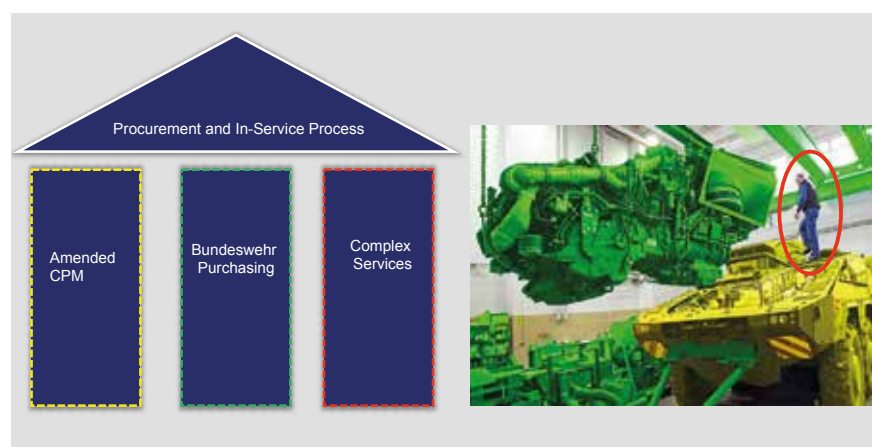 Procurement and In-Service Process
Amended
CPM
Bundeswehr
Purchasing
Complex
Services